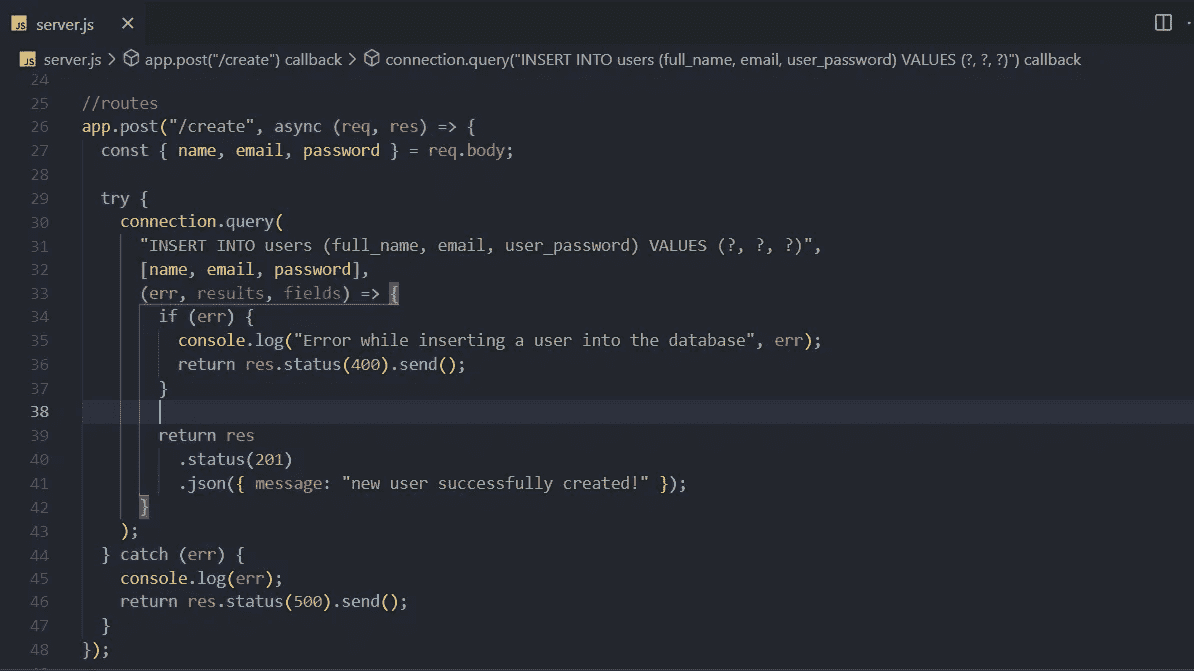 JS server.js ×
JS server.js > app.post("/create") callback > connection.query("INSERT INTO users (full_name, email, user_password) VALUES (?, ?, ?)") callback
24
25 //routes
26 app.post("/create", async (req, res) => {
27   const { name, email, password } = req.body;
28
29   try {
30     connection.query(
31       "INSERT INTO users (full_name, email, user_password) VALUES (?, ?, ?)",
32       [name, email, password],
33       (err, results, fields) => {
34         if (err) {
35           console.log("Error while inserting a user into the database", err);
36           return res.status(400).send();
37         }
38
39         return res
40           .status(201)
41           .json({ message: "new user successfully created!" });
42       }
43     );
44   } catch (err) {
45     console.log(err);
46     return res.status(500).send();
47   }
48 });